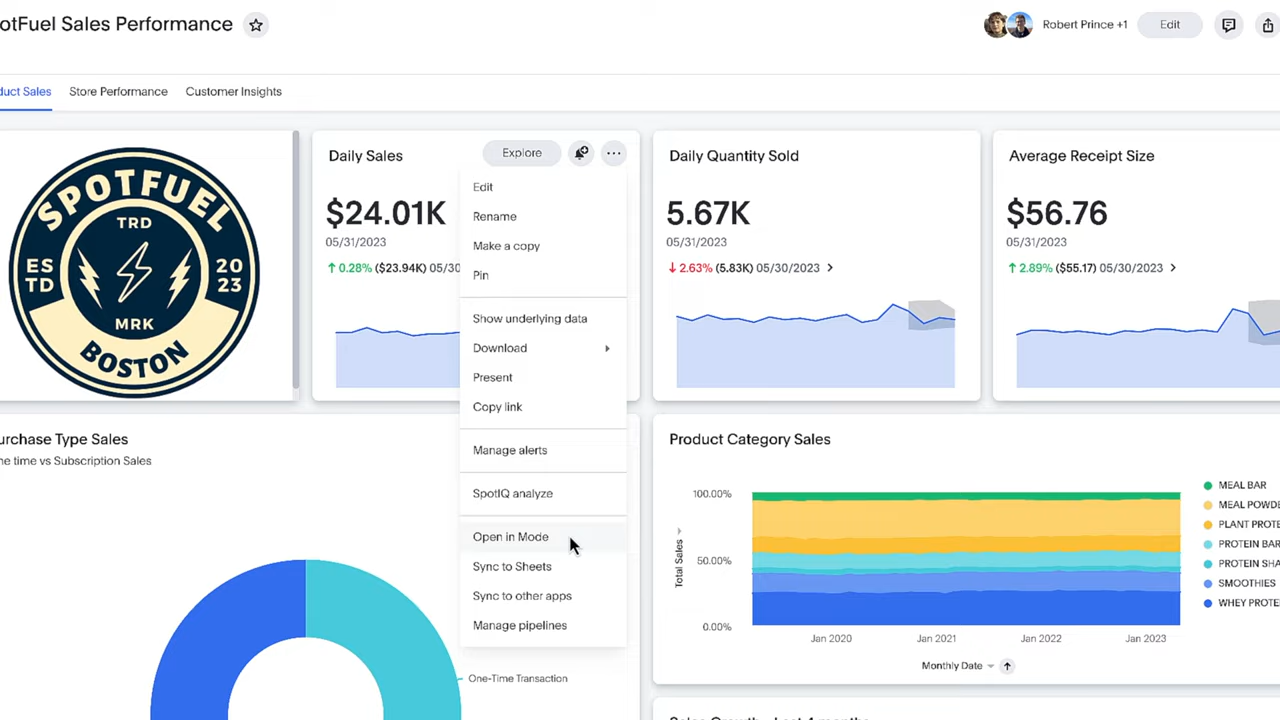 otFuel Sales Performance
Robert Prince +1
Edit
duct Sales
Store Performance
Customer Insights
SPOTFUEL
TRD
ES
TD
20
23
MRK
BOSTON
Daily Sales
Explore
$24.01K
05/31/2023
0.28% ($23.94K) 05/30
Edit
Rename
Make a copy
Pin
Show underlying data
Download
Present
Copy link
Manage alerts
SpotIQ analyze
Open in Mode
Sync to Sheets
Sync to other apps
Manage pipelines
Daily Quantity Sold
5.67K
05/31/2023
2.63% (5.83K) 05/30/2023
Average Receipt Size
$56.76
05/31/2023
2.89% ($55.17) 05/30/2023
urchase Type Sales
ne time vs Subscription Sales
One-Time Transaction
Product Category Sales
100.00%
50.00%
0.00%
Total Sales
Jan 2020
Jan 2021
Jan 2022
Jan 2023
Monthly Date
MEAL BAR
MEAL POWDE
PLANT PROTE
PROTEIN BAR
PROTEIN SHA
SMOOTHIES
WHEY PROTE